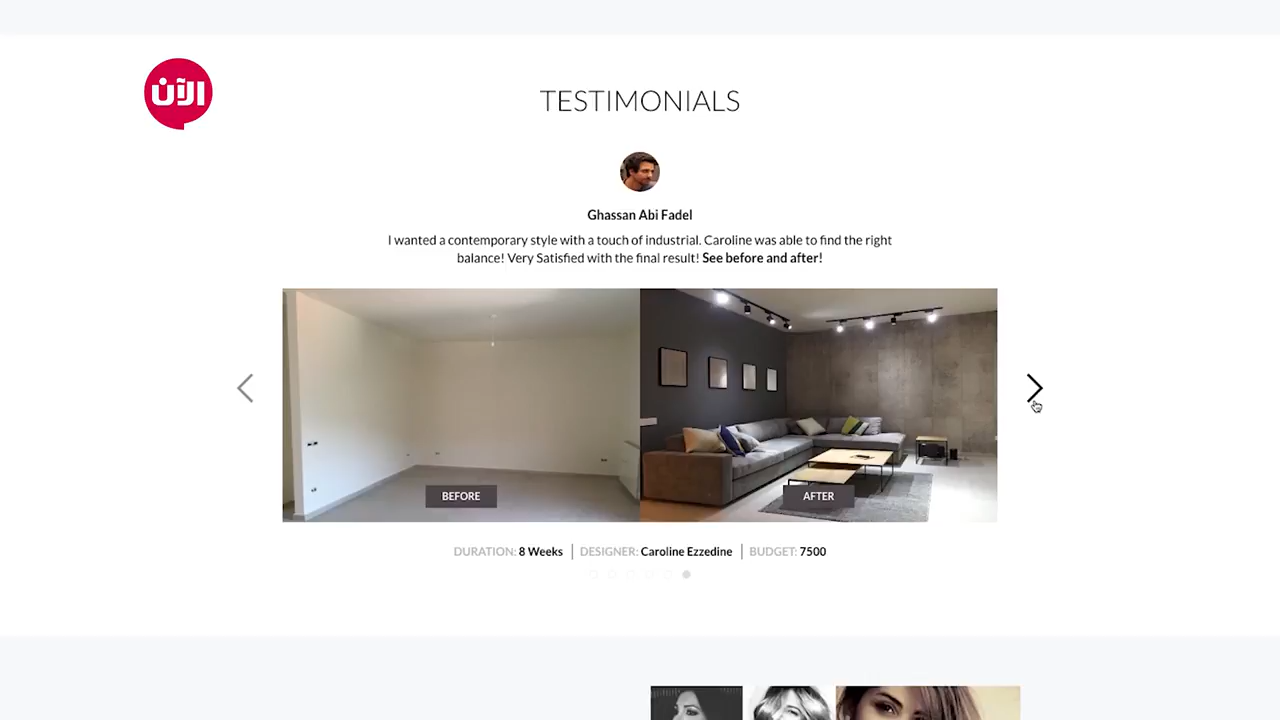 الآن
TESTIMONIALS
Ghassan Abi Fadel
I wanted a contemporary style with a touch of industrial. Caroline was able to find the right
balance! Very Satisfied with the final result! See before and after!
BEFORE
AFTER
DURATION: 8 Weeks | DESIGNER: Caroline Ezzedine | BUDGET: 7500